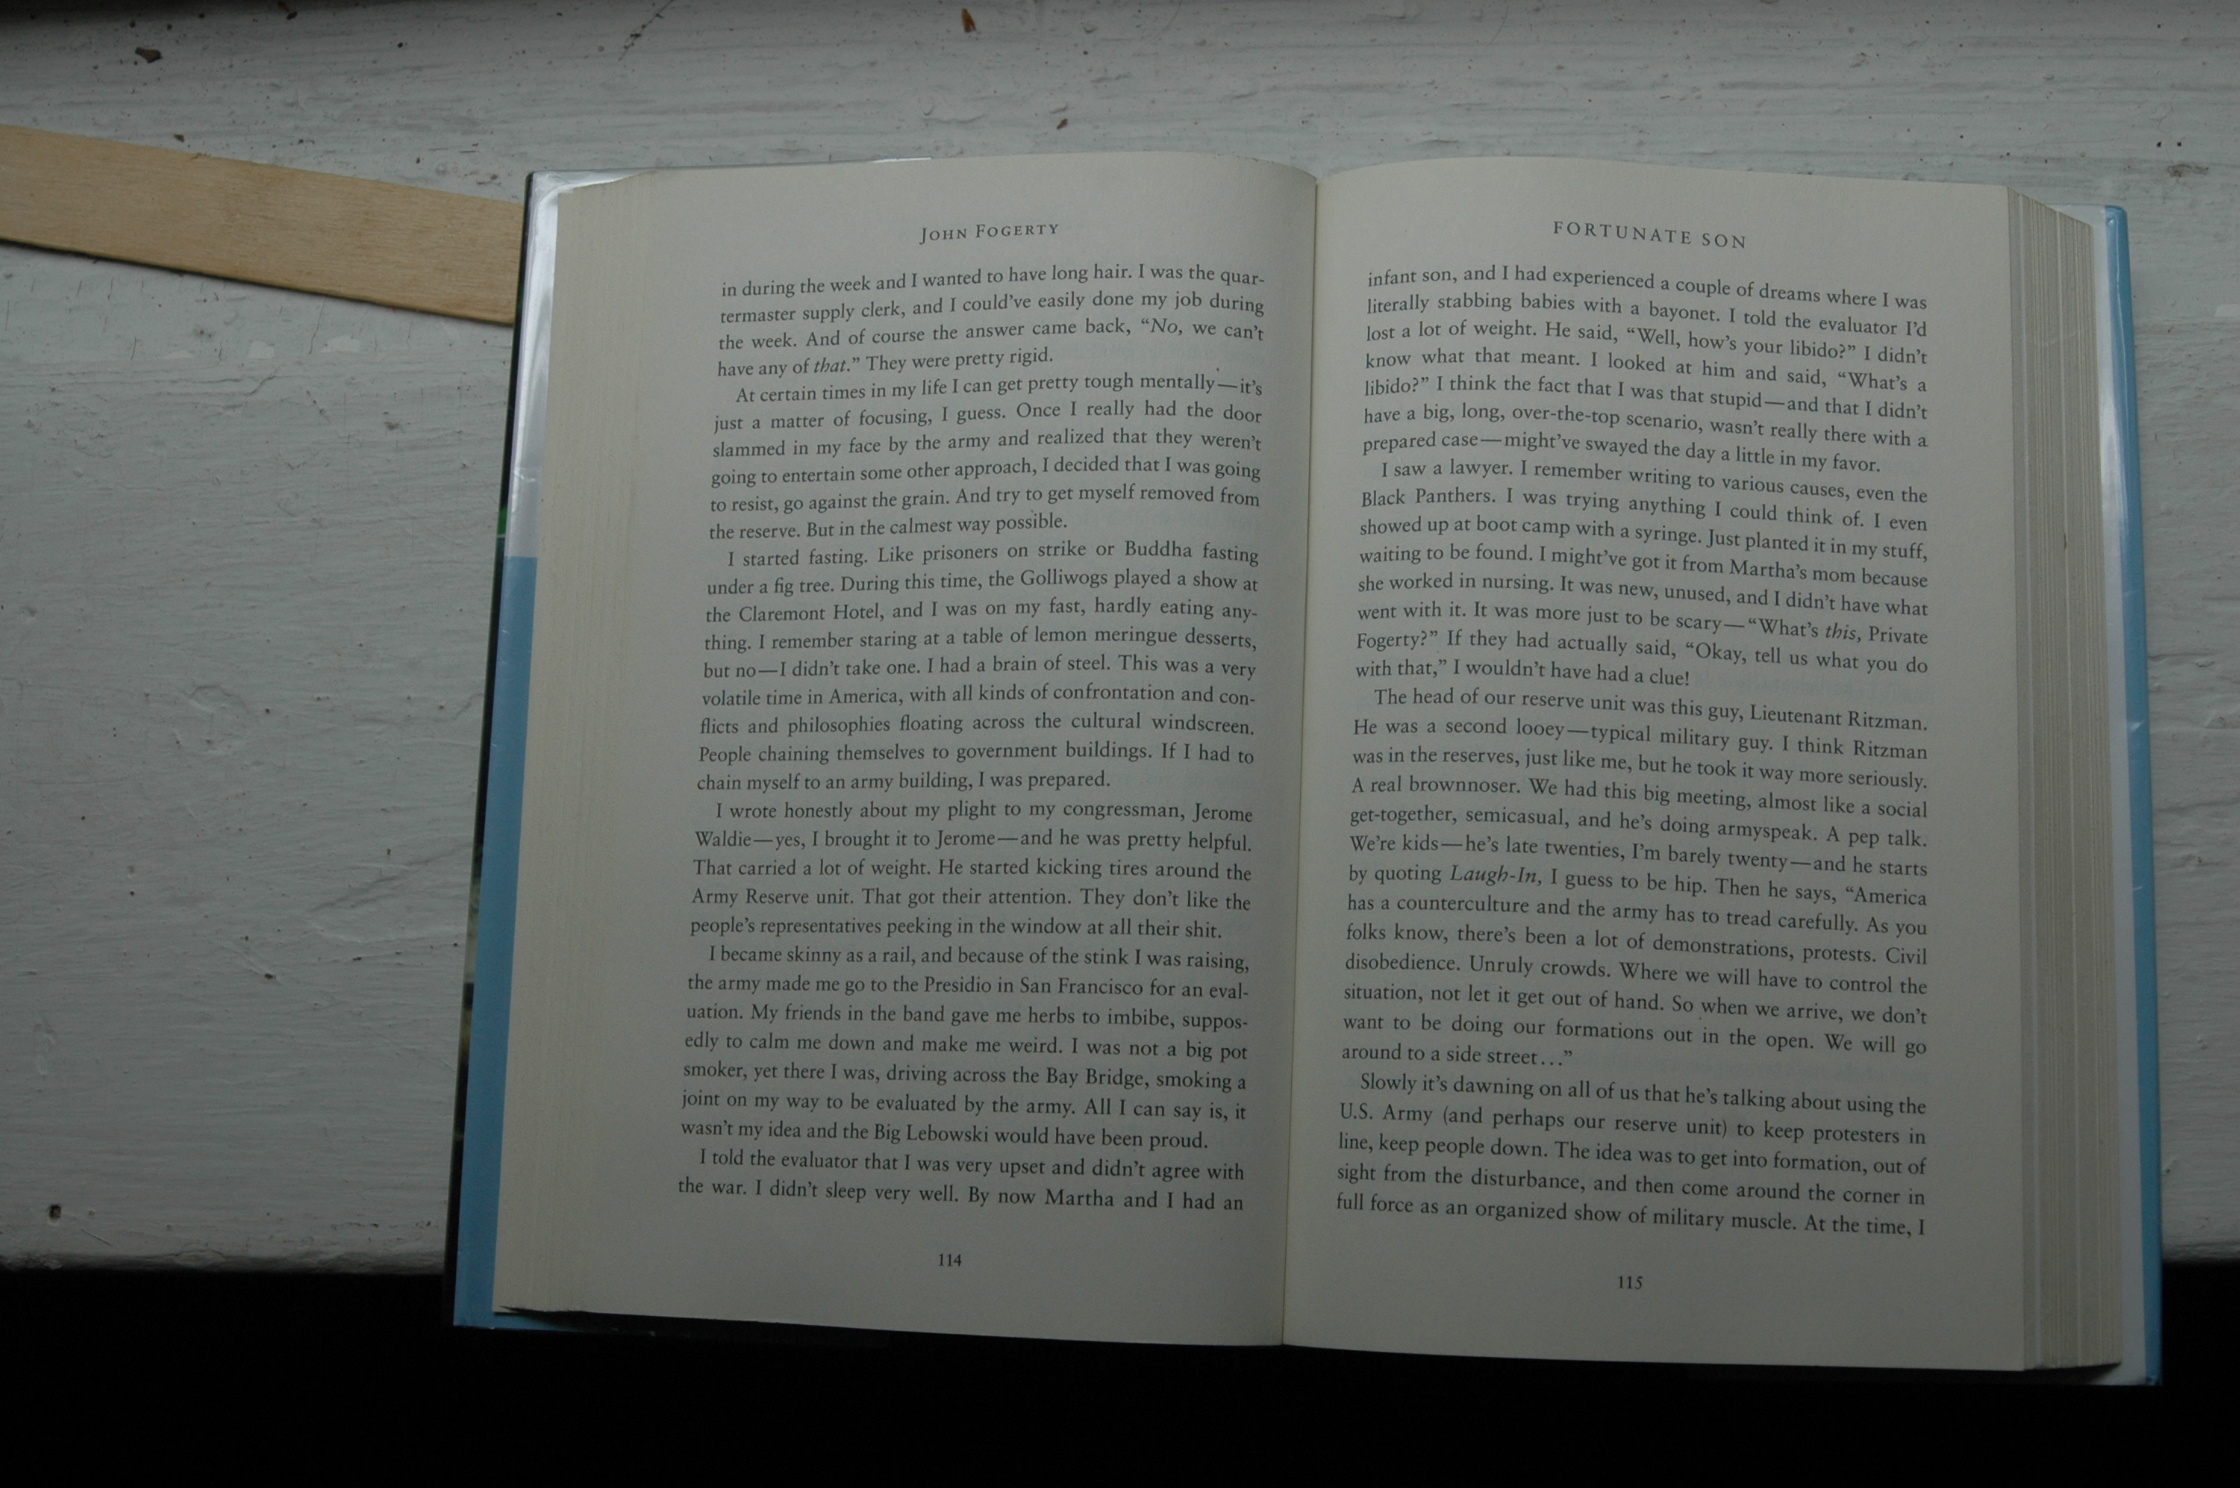 JOHN FOGERTY
in during the week and I wanted to have long hair. I was the quar-
termaster supply clerk, and I could've easily done my job during
the week. And of course the answer came back, “No, we can't
have any of that.” They were pretty rigid.
At certain times in my life I can get pretty tough mentally—it's
just a matter of focusing, I guess. Once I really had the door
slammed in my face by the army and realized that they weren't
going to entertain some other approach, I decided that I was going
to resist, go against the grain. And try to get myself removed from
the reserve. But in the calmest way possible.
I started fasting. Like prisoners on strike or Buddha fasting
under a fig tree. During this time, the Golliwogs played a show at
the Claremont Hotel, and I was on my fast, hardly eating any-
thing. I remember staring at a table of lemon meringue desserts,
but no—I didn't take one. I had a brain of steel. This was a very
volatile time in America, with all kinds of confrontation and con-
flicts and philosophies floating across the cultural windscreen.
People chaining themselves to government buildings. If I had to
chain myself to an army building, I was prepared.
I wrote honestly about my plight to my congressman, Jerome
Waldie—yes, I brought it to Jerome—and he was pretty helpful.
That carried a lot of weight. He started kicking tires around the
Army Reserve unit. That got their attention. They don't like the
people's representatives peeking in the window at all their shit.
I became skinny as a rail, and because of the stink I was raising,
the army made me go to the Presidio in San Francisco for an eval-
uation. My friends in the band gave me herbs to imbibe, suppos-
edly to calm me down and make me weird. I was not a big pot
smoker, yet there I was, driving across the Bay Bridge, smoking a
joint on my way to be evaluated by the army. All I can say is, it
wasn't my idea and the Big Lebowski would have been proud.
I told the evaluator that I was very upset and didn't agree with
the war. I didn't sleep very well. By now Martha and I had an
114
FORTUNATE SON
infant son, and I had experienced a couple of dreams where I was
literally stabbing babies with a bayonet. I told the evaluator I'd
lost a lot of weight. He said, “Well, how's your libido?” I didn't
know what that meant. I looked at him and said, “What's a
libido?” I think the fact that I was that stupid—and that I didn't
have a big, long, over-the-top scenario, wasn't really there with a
prepared case—might've swayed the day a little in my favor.
I saw a lawyer. I remember writing to various causes, even the
Black Panthers. I was trying anything I could think of. I even
showed up at boot camp with a syringe. Just planted it in my stuff,
waiting to be found. I might've got it from Martha's mom because
she worked in nursing. It was new, unused, and I didn't have what
went with it. It was more just to be scary—“What's this, Private
Fogerty?” If they had actually said, “Okay, tell us what you do
with that,” I wouldn't have had a clue!
The head of our reserve unit was this guy, Lieutenant Ritzman.
He was a second looey—typical military guy. I think Ritzman
was in the reserves, just like me, but he took it way more seriously.
A real brownnoser. We had this big meeting, almost like a social
get-together, semicasual, and he's doing armyspeak. A pep talk.
We're kids—he's late twenties, I'm barely twenty—and he starts
by quoting Laugh-In, I guess to be hip. Then he says, “America
has a counterculture and the army has to tread carefully. As you
folks know, there's been a lot of demonstrations, protests. Civil
disobedience. Unruly crowds. Where we will have to control the
situation, not let it get out of hand. So when we arrive, we don't
want to be doing our formations out in the open. We will go
around to a side street…”
Slowly it's dawning on all of us that he's talking about using the
U.S. Army (and perhaps our reserve unit) to keep protesters in
line, keep people down. The idea was to get into formation, out of
sight from the disturbance, and then come around the corner in
full force as an organized show of military muscle. At the time, I
115